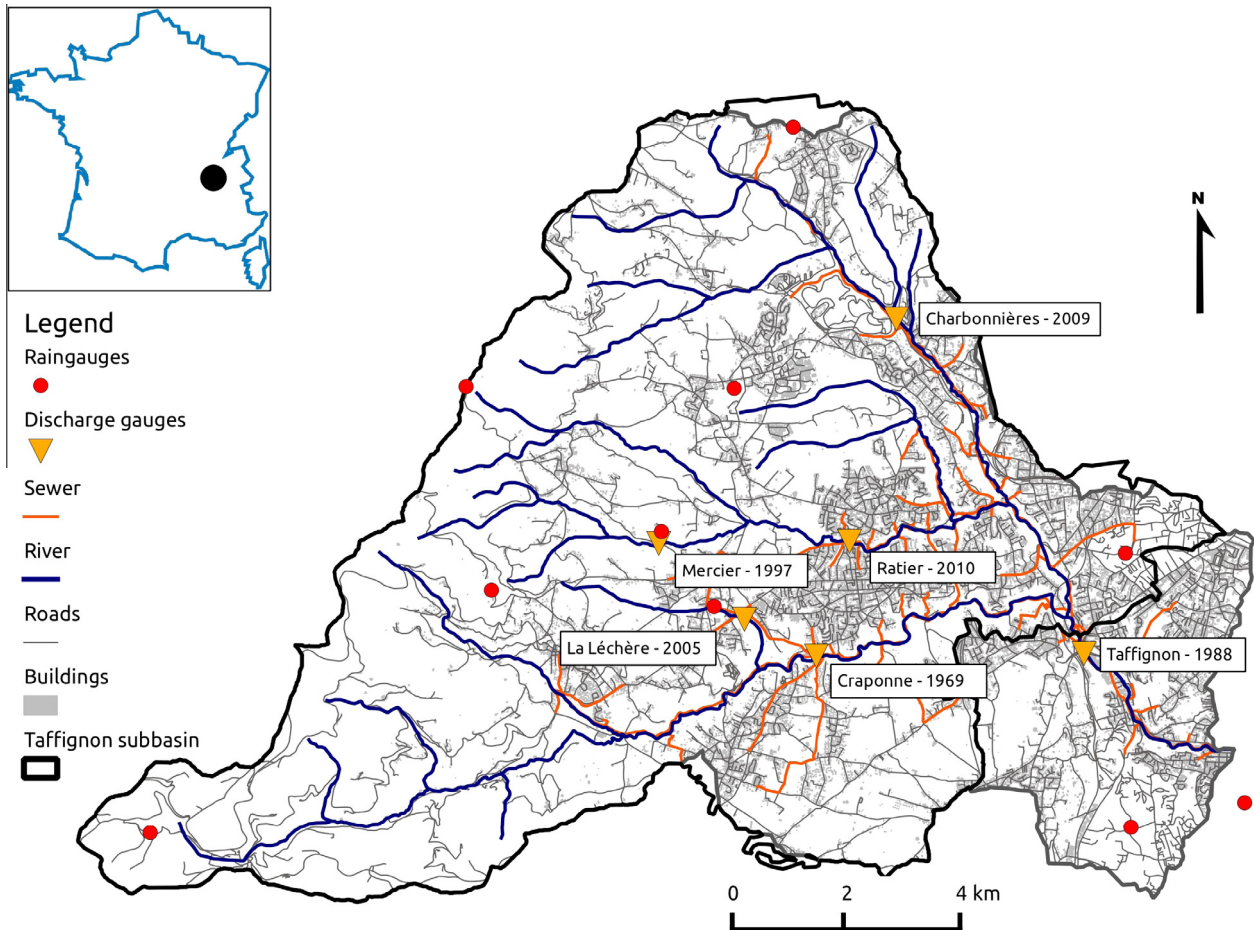 N
Legend
Raingauges
Discharge gauges
Sewer
River
Roads
Buildings
Taffignon subbasin
Charbonnières - 2009
Mercier - 1997
Ratier - 2010
La Léchère - 2005
Craponne - 1969
Taffignon - 1988
0 2 4 km